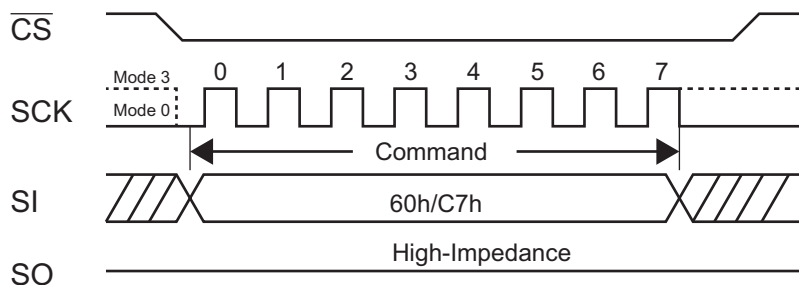 CS
Mode 3 0 1 2 3 4 5 6 7
SCK Mode 0
Command
SI 60h/C7h
High-Impedance
SO